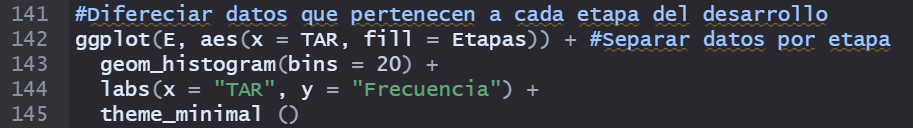 141 #Difereciar datos que pertenecen a cada etapa del desarrollo
142 ggplot(E, aes(x = TAR, fill = Etapas)) + #Separar datos por etapa
143   geom_histogram(bins = 20) +
144   labs(x = "TAR", y = "Frecuencia") +
145   theme_minimal ()